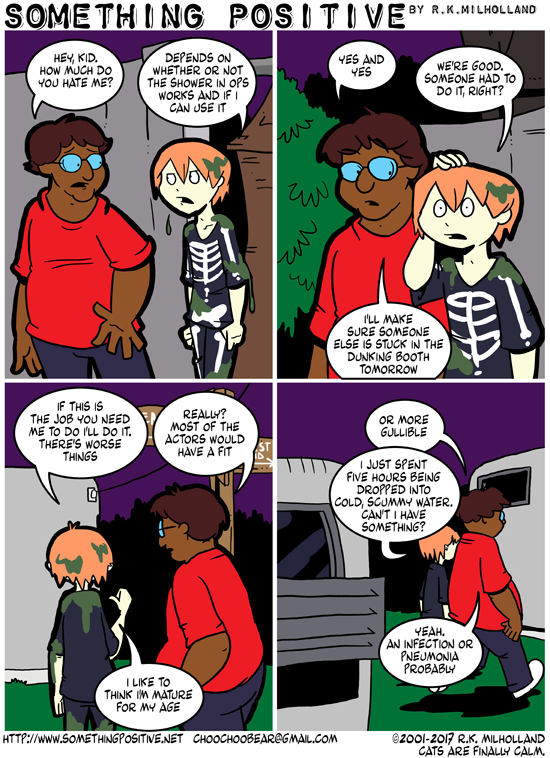 SOMETHING POSITIVE BY R.K.MILHOLLAND
HEY, KID.
HOW MUCH DO
YOU HATE ME?
DEPENDS ON
WHETHER OR NOT
THE SHOWER IN OPS
WORKS AND IF I
CAN USE IT
YES AND
YES
WE'RE GOOD.
SOMEONE HAD TO
DO IT, RIGHT?
I'LL MAKE
SURE SOMEONE
ELSE IS STUCK IN THE
DUNKING BOOTH
TOMORROW
IF THIS IS
THE JOB YOU NEED
ME TO DO I'LL DO IT.
THERE'S WORSE
THINGS
REALLY?
MOST OF THE
ACTORS WOULD
HAVE A FIT
I LIKE TO
THINK I'M MATURE
FOR MY AGE
OR MORE
GULLIBLE
I JUST SPENT
FIVE HOURS BEING
DROPPED INTO
COLD, SCUMMY WATER.
CAN'T I HAVE
SOMETHING?
YEAH.
AN INFECTION OR
PNEUMONIA
PROBABLY
HTTP://WWW.SOMETHINGPOSITIVE.NET CHOOCHOOBEAR@GMAIL.COM ©2001-2017 R.K. MILHOLLAND
CATS ARE FINALLY CALM.